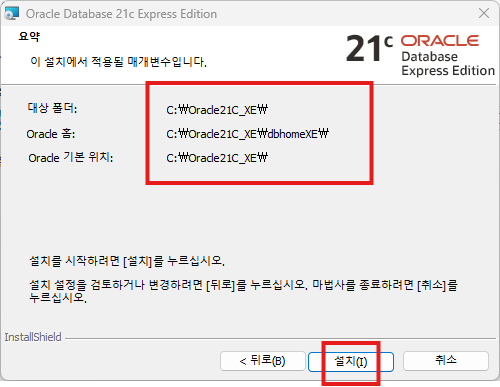 Oracle Database 21c Express Edition
요약
이 설치에서 적용될 매개변수입니다.
21c ORACLE
Database
Express Edition
대상 폴더: C:₩Oracle21C_XE₩
Oracle 홈: C:₩Oracle21C_XE₩dbhomeXE₩
Oracle 기본 위치: C:₩Oracle21C_XE₩
설치를 시작하려면 [설치]를 누르십시오.
설치 설정을 검토하거나 변경하려면 [뒤로]를 누르십시오. 마법사를 종료하려면 [취소]를
누르십시오.
InstallShield
< 뒤로(B) 설치(I) 취소